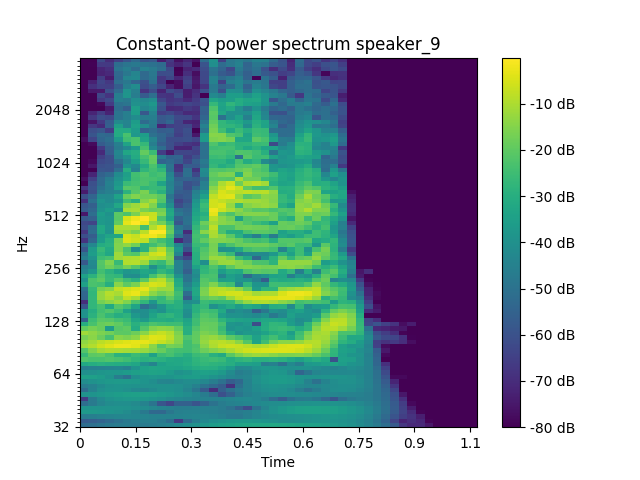 Constant-Q power spectrum speaker_9
Hz
2048
1024
512
256
128
64
32
0 0.15 0.3 0.45 0.6 0.75 0.9 1.1
Time
-10 dB
-20 dB
-30 dB
-40 dB
-50 dB
-60 dB
-70 dB
-80 dB